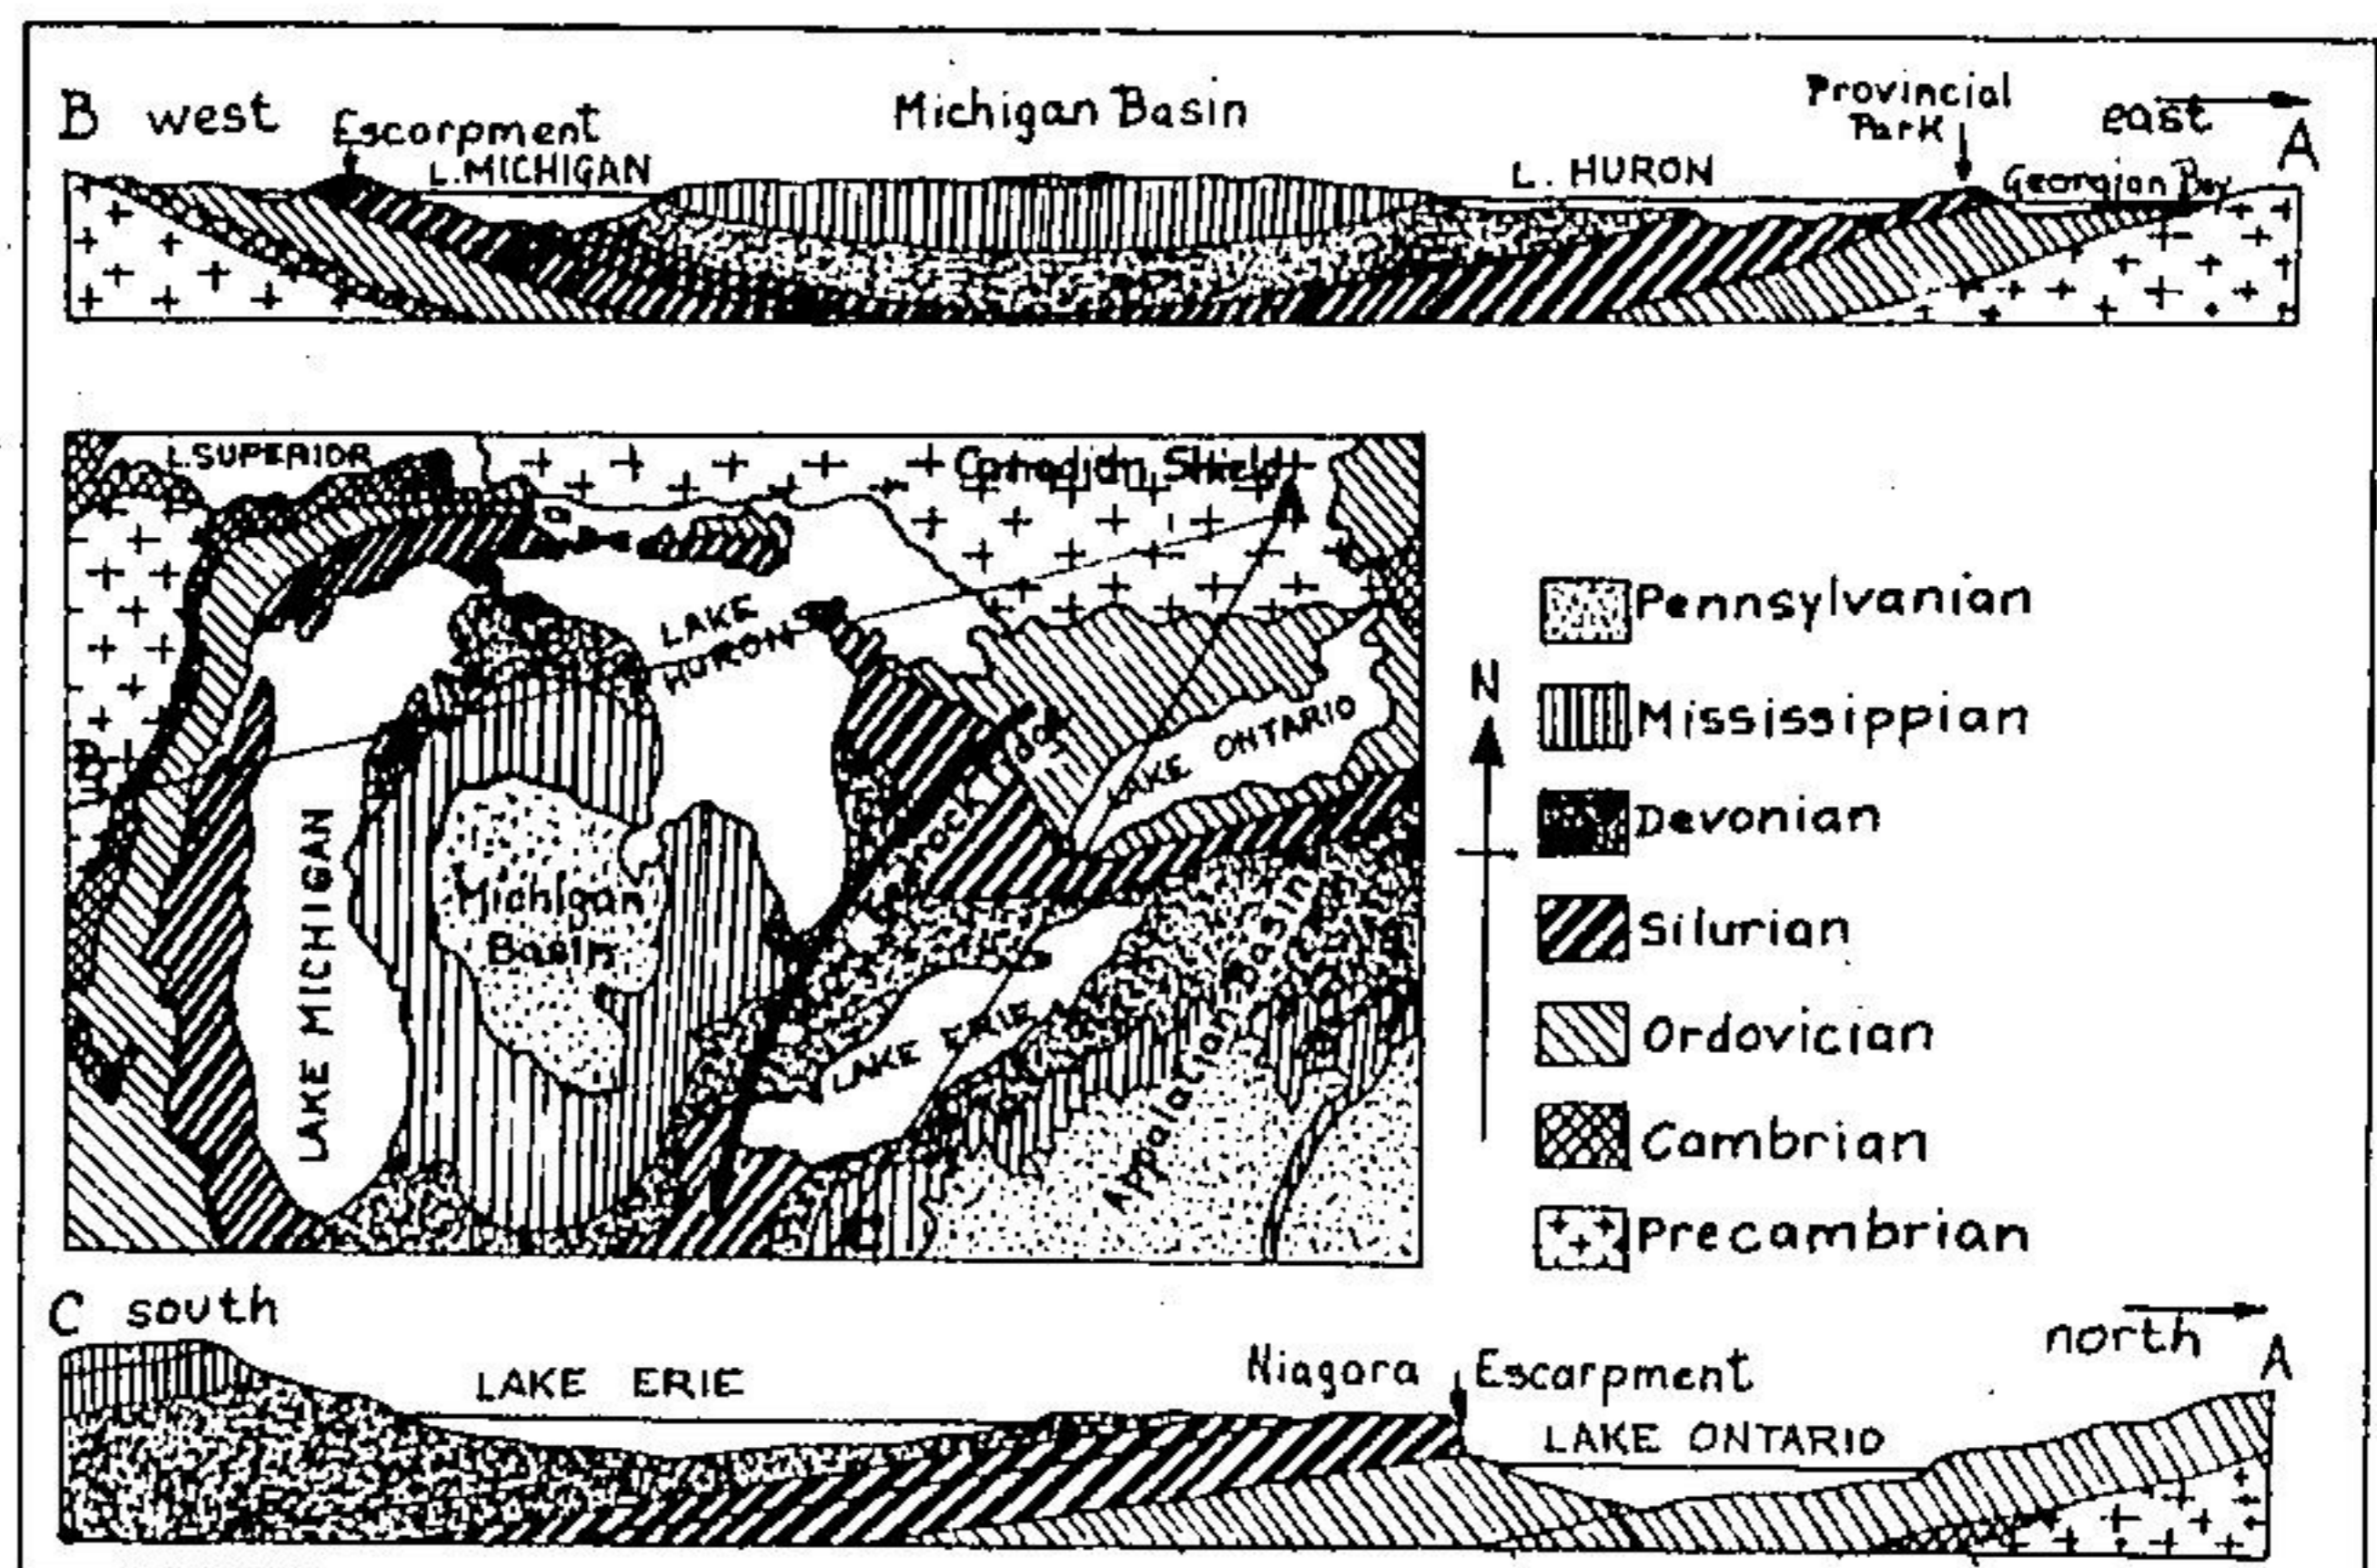 B west
Escarpment
L. MICHIGAN
Michigan Basin
L. HURON
Provincial
Park
east
A
Georgian Bay
L. SUPERIOR
Canadian Shield
A
LAKE
HURON
B
LAKE ONTARIO
LAKE MICHIGAN
Michigan
Basin
LAKE ERIE
Appalacian Basin
C
N
Pennsylvanian
Mississippian
Devonian
Silurian
Ordovician
Cambrian
Precambrian
C south
LAKE ERIE
Niagara Escarpment
LAKE ONTARIO
north
A